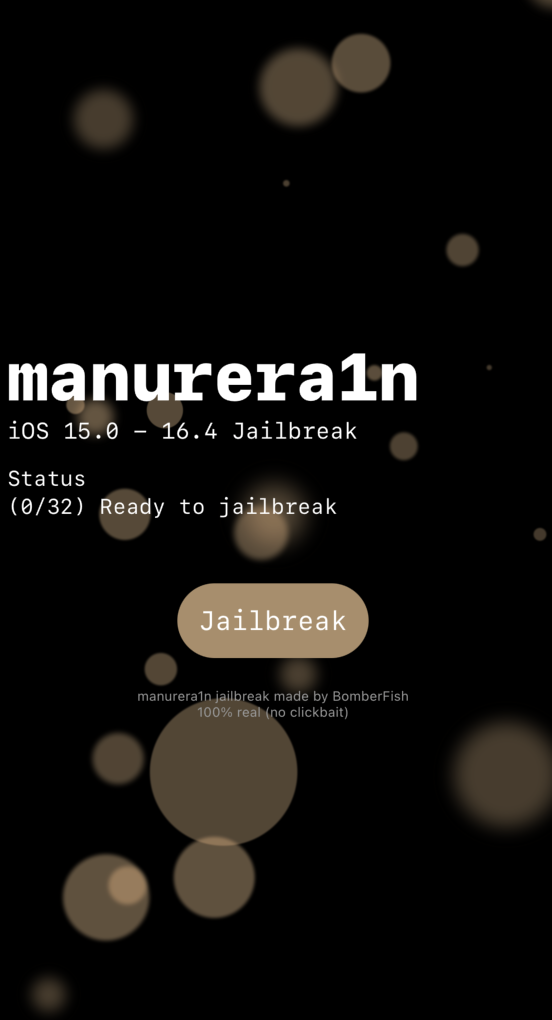 manurera1n
iOS 15.0 – 16.4 Jailbreak
Status
(0/32) Ready to jailbreak
Jailbreak
manurera1n jailbreak made by BomberFish
100% real (no clickbait)